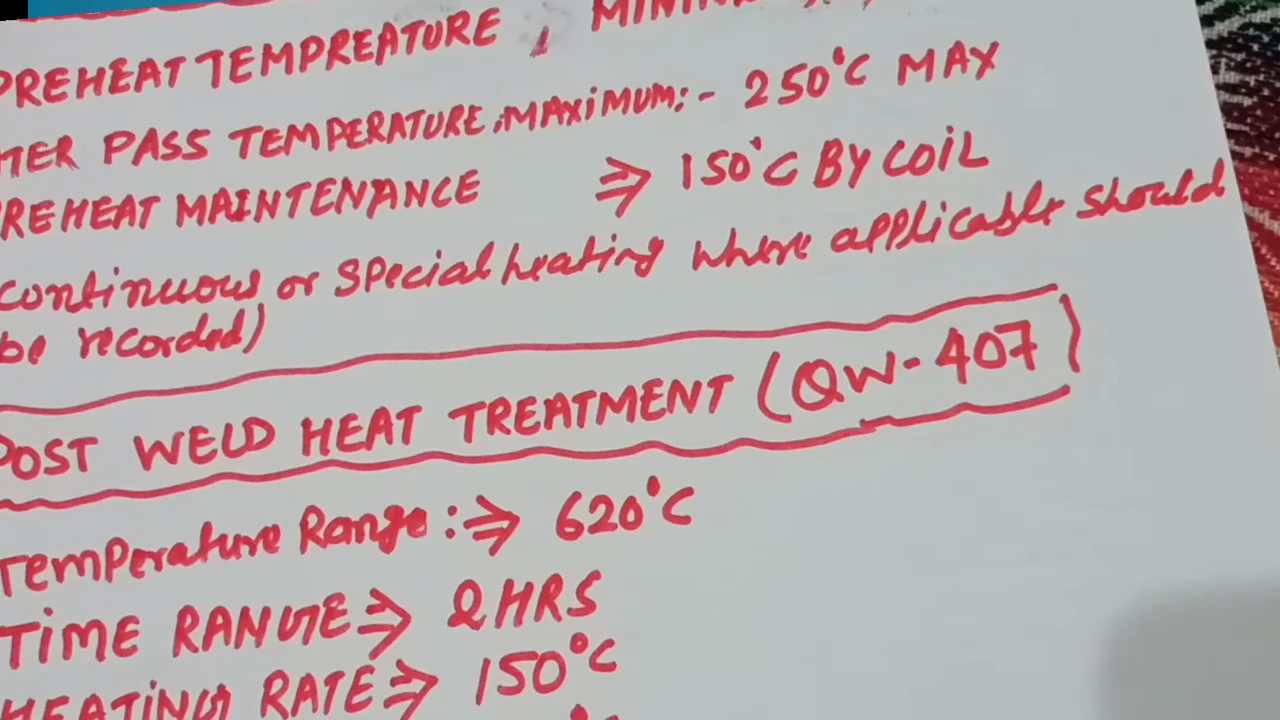 PREHEAT TEMPREATURE,
TER PASS TEMPERATURE, MAXIMUM:- 250°C MAX
REHEAT MAINTENANCE ⇒ 150°C BY COIL
continuous or special heating where applicable should
be recorded)
POST WELD HEAT TREATMENT (QW-407)
Temperature Range :⇒ 620°C
TIME RANGE ⇒ 2HRS
HEATING RATE ⇒ 150°C